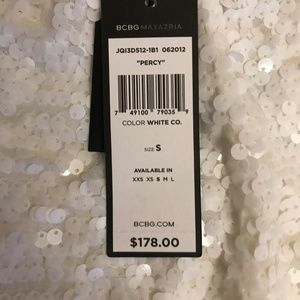 BCBGMAXAZRIA
JQI3D512-1B1 062012
"PERCY"
7 49100 79035 9
COLOR WHITE CO.
SIZE S
AVAILABLE IN
XXS XS S M L
BCBG.COM
$178.00